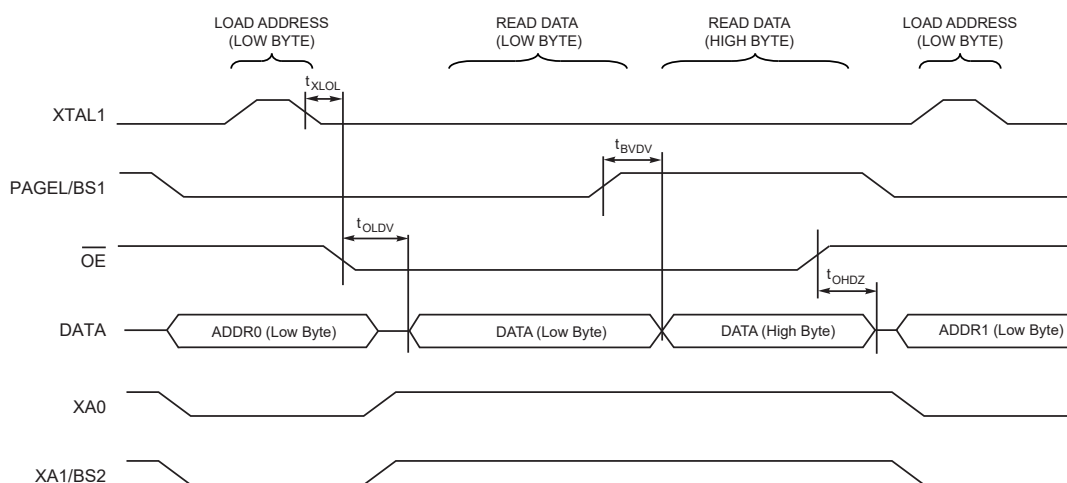 LOAD ADDRESS
(LOW BYTE)
READ DATA
(LOW BYTE)
READ DATA
(HIGH BYTE)
LOAD ADDRESS
(LOW BYTE)
tXLOL
XTAL1
tBVDV
PAGEL/BS1
tOLDV
OE
tOHDZ
DATA
ADDR0 (Low Byte)
DATA (Low Byte)
DATA (High Byte)
ADDR1 (Low Byte)
XA0
XA1/BS2